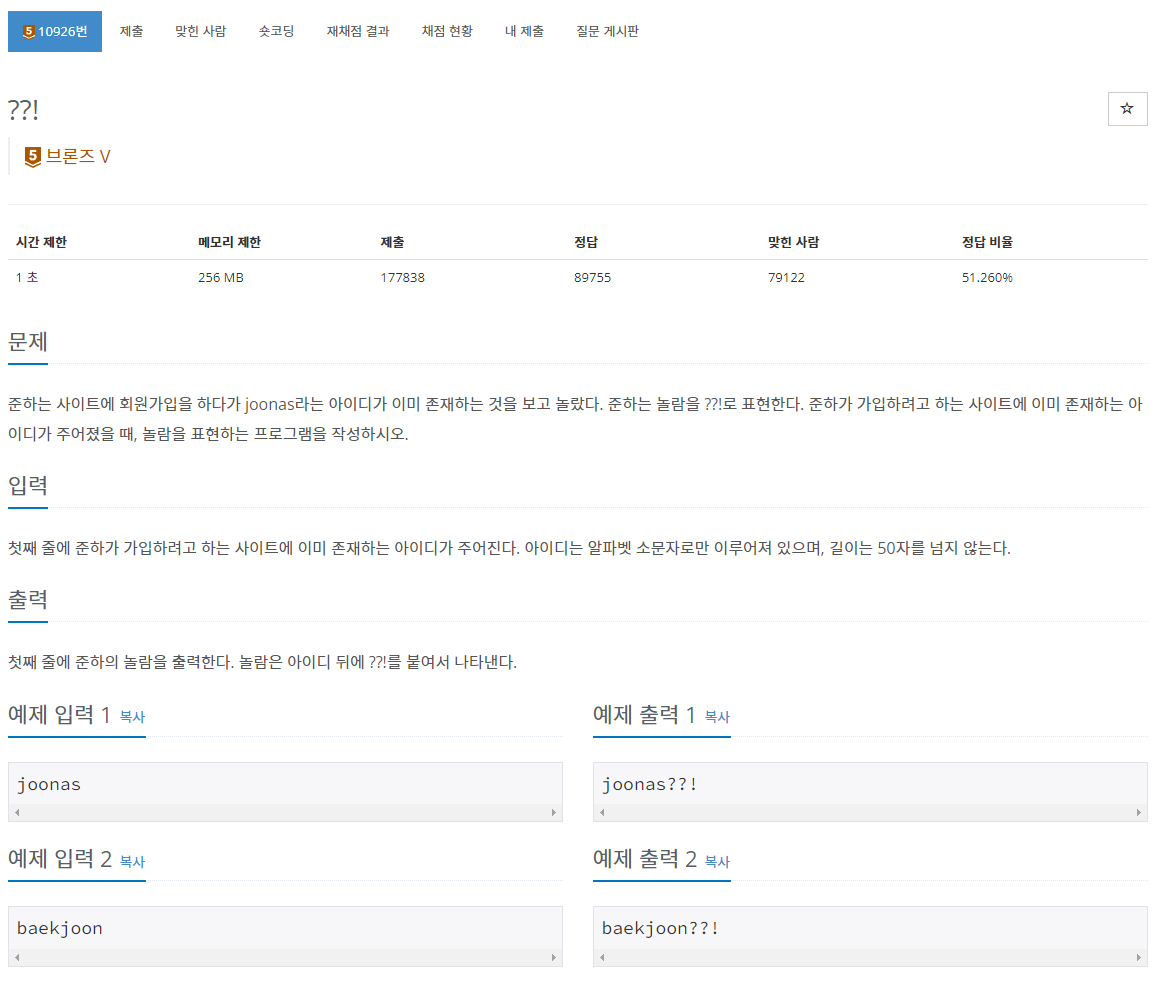 5 10926번 제출 맞힌 사람 숏코딩 재채점 결과 채점 현황 내 제출 질문 게시판
??!
5 브론즈 V
시간 제한 메모리 제한 제출 정답 맞힌 사람 정답 비율
1 초 256 MB 177838 89755 79122 51.260%
문제
준하는 사이트에 회원가입을 하다가 joonas라는 아이디가 이미 존재하는 것을 보고 놀랐다. 준하는 놀람을 ??!로 표현한다. 준하가 가입하려고 하는 사이트에 이미 존재하는 아
이디가 주어졌을 때, 놀람을 표현하는 프로그램을 작성하시오.
입력
첫째 줄에 준하가 가입하려고 하는 사이트에 이미 존재하는 아이디가 주어진다. 아이디는 알파벳 소문자로만 이루어져 있으며, 길이는 50자를 넘지 않는다.
출력
첫째 줄에 준하의 놀람을 출력한다. 놀람은 아이디 뒤에 ??!를 붙여서 나타낸다.
예제 입력 1 복사
joonas
예제 출력 1 복사
joonas??!
예제 입력 2 복사
baekjoon
예제 출력 2 복사
baekjoon??!